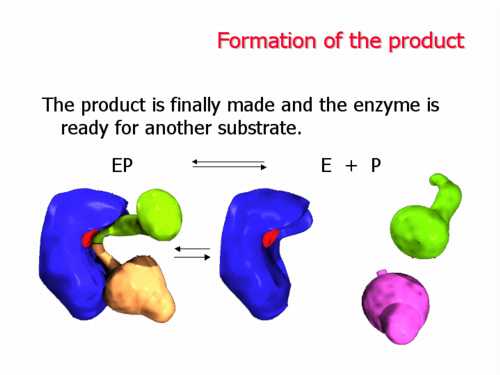 Formation of the product
The product is finally made and the enzyme is
ready for another substrate.
EP E + P